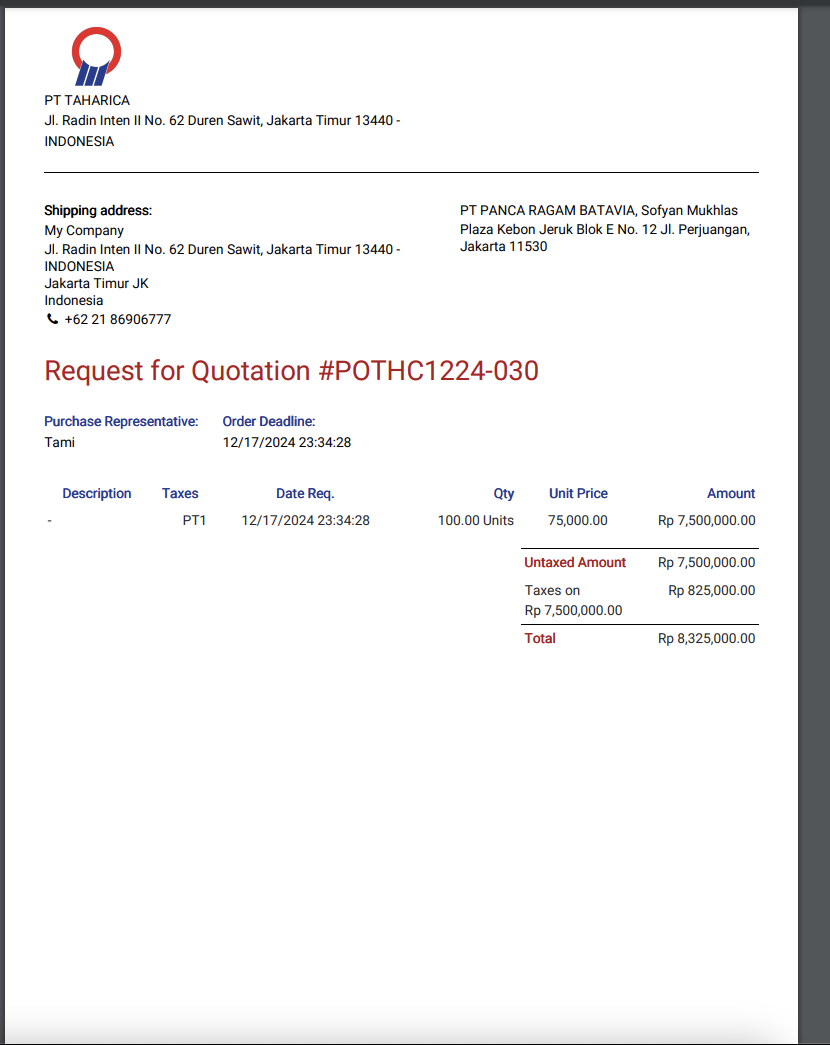 PT TAHARICA
Jl. Radin Inten II No. 62 Duren Sawit, Jakarta Timur 13440 -
INDONESIA
Shipping address:
My Company
Jl. Radin Inten II No. 62 Duren Sawit, Jakarta Timur 13440 -
INDONESIA
Jakarta Timur JK
Indonesia
+62 21 86906777
PT PANCA RAGAM BATAVIA, Sofyan Mukhlas
Plaza Kebon Jeruk Blok E No. 12 Jl. Perjuangan,
Jakarta 11530
Request for Quotation #POTHC1224-030
Purchase Representative: Order Deadline:
Tami 12/17/2024 23:34:28
Description Taxes Date Req. Qty Unit Price Amount
- PT1 12/17/2024 23:34:28 100.00 Units 75,000.00 Rp 7,500,000.00
Untaxed Amount Rp 7,500,000.00
Taxes on Rp 825,000.00
Rp 7,500,000.00
Total Rp 8,325,000.00